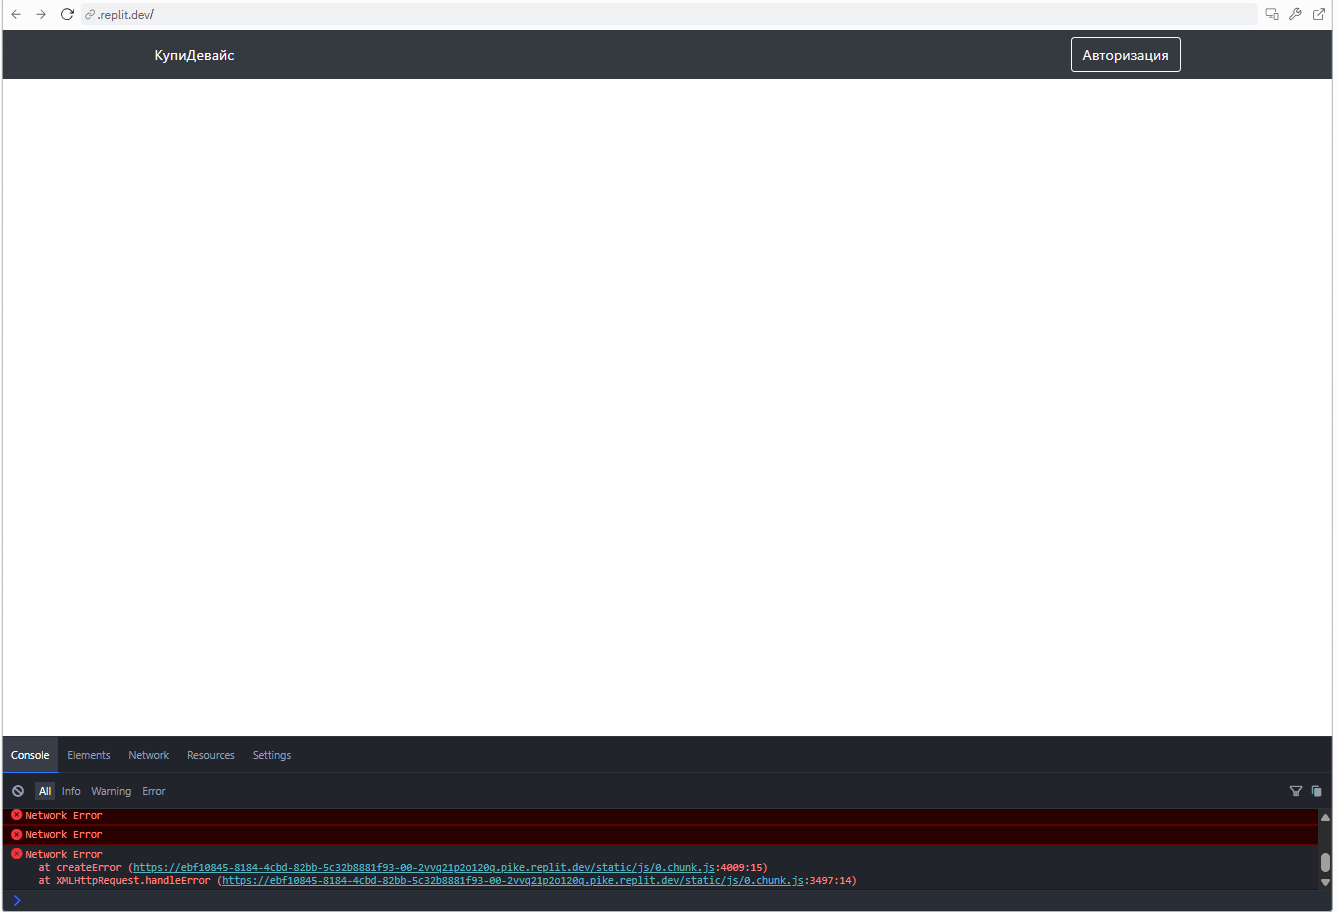 .replit.dev/
КупиДевайс
Авторизация
Console Elements Network Resources Settings
All Info Warning Error
Network Error
Network Error
Network Error
at createError (https://ebf10845-8184-4cbd-82bb-5c32b8881f93-00-2vvq21p2o120q.pike.replit.dev/static/js/0.chunk.js:4009:15)
at XMLHttpRequest.handleError (https://ebf10845-8184-4cbd-82bb-5c32b8881f93-00-2vvq21p2o120q.pike.replit.dev/static/js/0.chunk.js:3497:14)